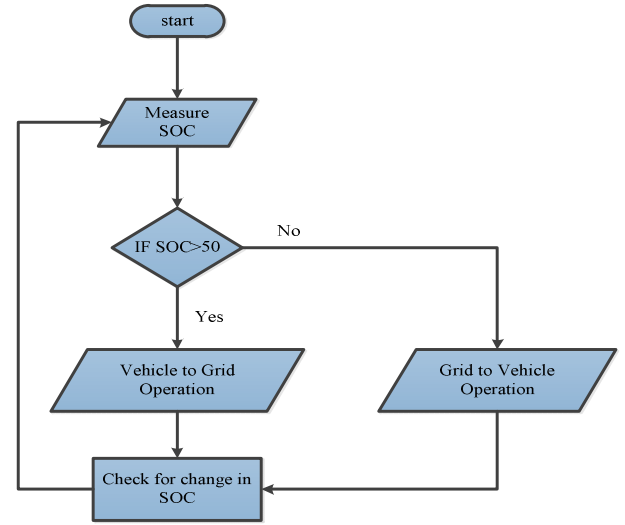 start
Measure
SOC
IF SOC>50
No
Yes
Vehicle to Grid
Operation
Grid to Vehicle
Operation
Check for change in
SOC